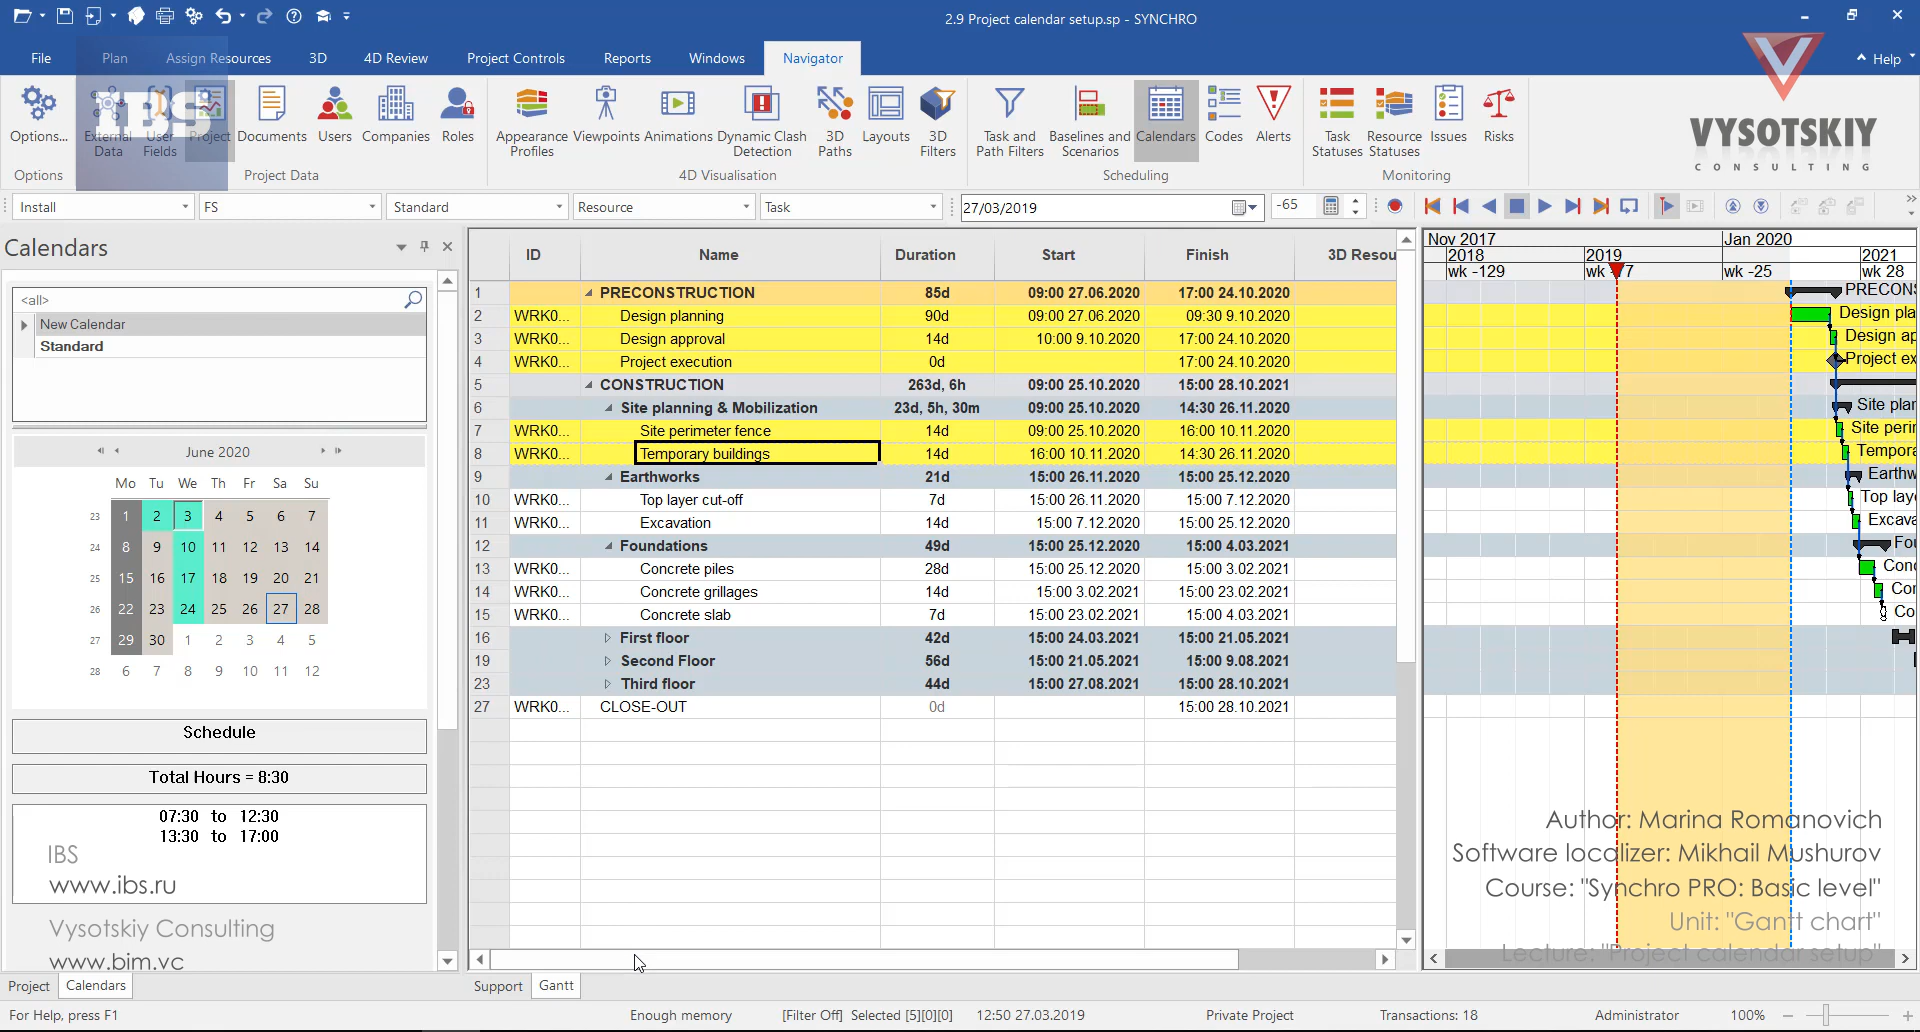 2.9 Project calendar setup.sp - SYNCHRO
File Plan Assign Resources 3D 4D Review Project Controls Reports Windows Navigator Help
Options... External Data User Fields Project Documents Users Companies Roles Appearance Profiles Viewpoints Animations Dynamic Clash Detection 3D Paths Layouts 3D Filters Task and Path Filters Baselines and Scenarios Calendars Codes Alerts Task Statuses Resource Statuses Issues Risks
IBS
VYSOTSKIY
CONSULTING
Options Project Data 4D Visualisation Scheduling Monitoring
Install FS Standard Resource Task 27/03/2019 -65
Calendars
<all>
New Calendar
Standard
June 2020
Mo Tu We Th Fr Sa Su
23 1 2 3 4 5 6 7
24 8 9 10 11 12 13 14
25 15 16 17 18 19 20 21
26 22 23 24 25 26 27 28
27 29 30 1 2 3 4 5
28 6 7 8 9 10 11 12
Schedule
Total Hours = 8:30
07:30 to 12:30
13:30 to 17:00
IBS
www.ibs.ru
Vysotskiy Consulting
www.bim.vc
Project Calendars
ID Name Duration Start Finish 3D Resou
1 PRECONSTRUCTION 85d 09:00 27.06.2020 17:00 24.10.2020
2 WRK0... Design planning 90d 09:00 27.06.2020 09:30 9.10.2020
3 WRK0... Design approval 14d 10:00 9.10.2020 17:00 24.10.2020
4 WRK0... Project execution 0d 17:00 24.10.2020
5 CONSTRUCTION 263d, 6h 09:00 25.10.2020 15:00 28.10.2021
6 Site planning & Mobilization 23d, 5h, 30m 09:00 25.10.2020 14:30 26.11.2020
7 WRK0... Site perimeter fence 14d 09:00 25.10.2020 16:00 10.11.2020
8 WRK0... Temporary buildings 14d 16:00 10.11.2020 14:30 26.11.2020
9 Earthworks 21d 15:00 26.11.2020 15:00 25.12.2020
10 WRK0... Top layer cut-off 7d 15:00 26.11.2020 15:00 7.12.2020
11 WRK0... Excavation 14d 15:00 7.12.2020 15:00 25.12.2020
12 Foundations 49d 15:00 25.12.2020 15:00 4.03.2021
13 WRK0... Concrete piles 28d 15:00 25.12.2020 15:00 3.02.2021
14 WRK0... Concrete grillages 14d 15:00 3.02.2021 15:00 23.02.2021
15 WRK0... Concrete slab 7d 15:00 23.02.2021 15:00 4.03.2021
16 First floor 42d 15:00 24.03.2021 15:00 21.05.2021
19 Second Floor 56d 15:00 21.05.2021 15:00 9.08.2021
23 Third floor 44d 15:00 27.08.2021 15:00 28.10.2021
27 WRK0... CLOSE-OUT 0d 15:00 28.10.2021
Support Gantt
Nov 2017 Jan 2020
2018 2019 2021
wk -129 wk 7 wk -25 wk 28
PRECONS
Design pla
Design ap
Project ex
Site plan
Site perir
Tempora
Earthw
Top laye
Excava
Fou
Conc
Cor
Co
Author: Marina Romanovich
Software localizer: Mikhail Mushurov
Course: "Synchro PRO: Basic level"
Unit: "Gantt chart"
Lecture: "Project calendar setup"
For Help, press F1 Enough memory [Filter Off] Selected [5][0][0] 12:50 27.03.2019 Private Project Transactions: 18 Administrator 100%